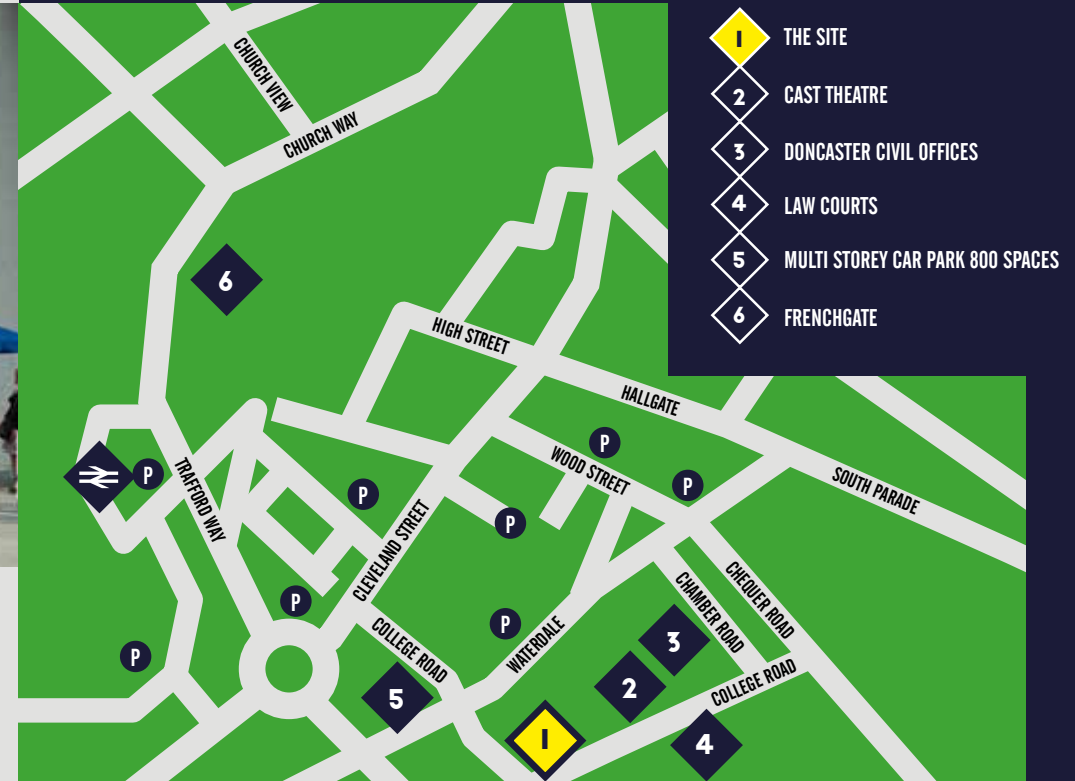 1 THE SITE
2 CAST THEATRE
3 DONCASTER CIVIL OFFICES
4 LAW COURTS
5 MULTI STOREY CAR PARK 800 SPACES
6 FRENCHGATE
CHURCH VIEW
CHURCH WAY
6
HIGH STREET
HALLGATE
P
WOOD STREET
P
SOUTH PARADE
P
TRAFFORD WAY
P
P
CLEVELAND STREET
P
CHEQUER ROAD
CHAMBER ROAD
P
WATERDALE
COLLEGE ROAD
3
P
2
COLLEGE ROAD
5
1
4